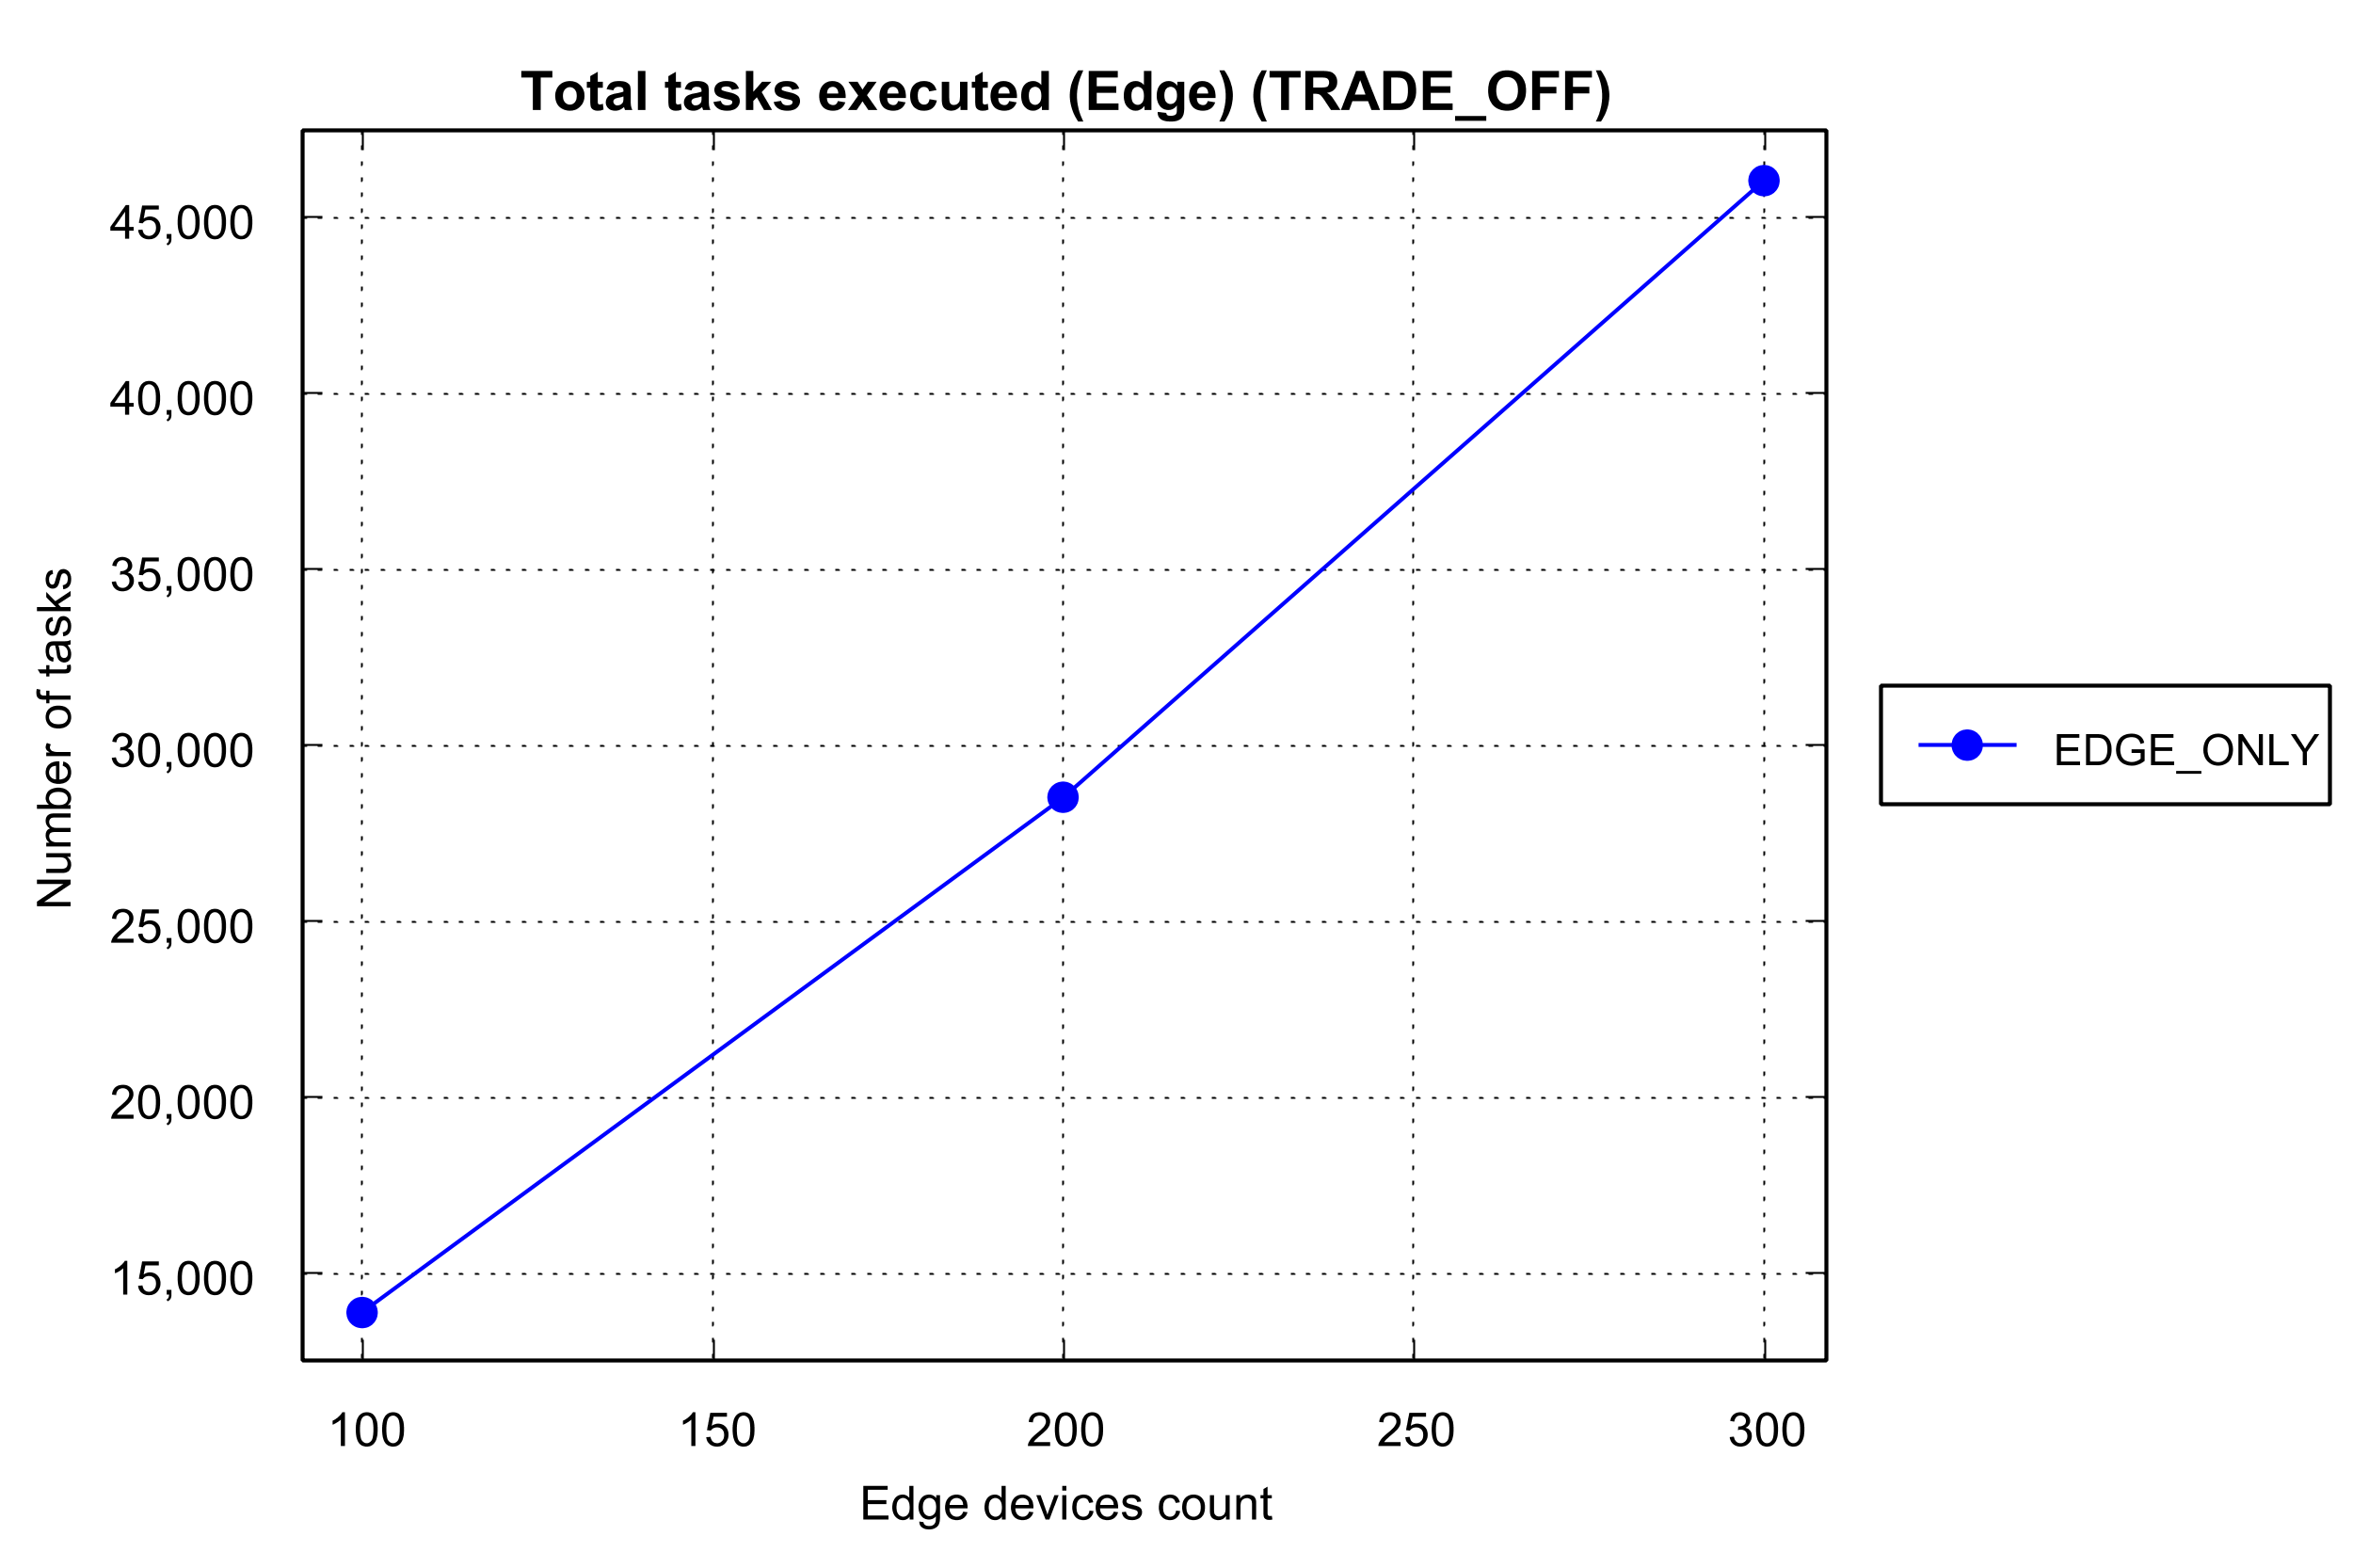 Total tasks executed (Edge) (TRADE_OFF)
45,000
40,000
35,000
30,000
25,000
20,000
15,000
Number of tasks
EDGE_ONLY
100 150 200 250 300
Edge devices count